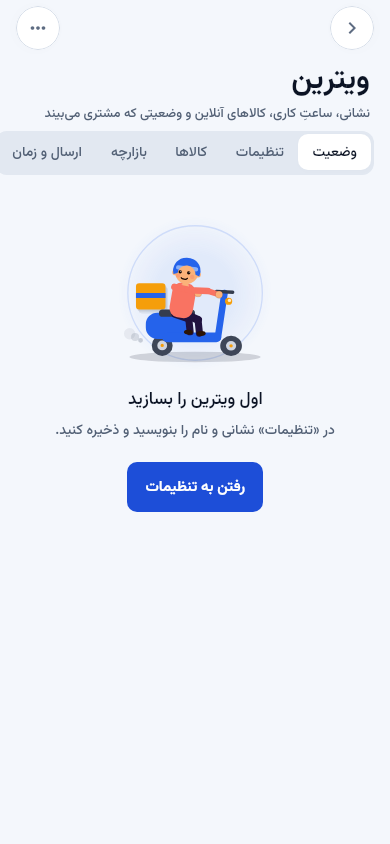 ویترین
نشانی، ساعتِ کاری، کالاهای آنلاین و وضعیتی که مشتری می‌بیند
وضعیت
تنظیمات
کالاها
بازارچه
ارسال و زمان
اول ویترین را بسازید
در «تنظیمات» نشانی و نام را بنویسید و ذخیره کنید.
رفتن به تنظیمات